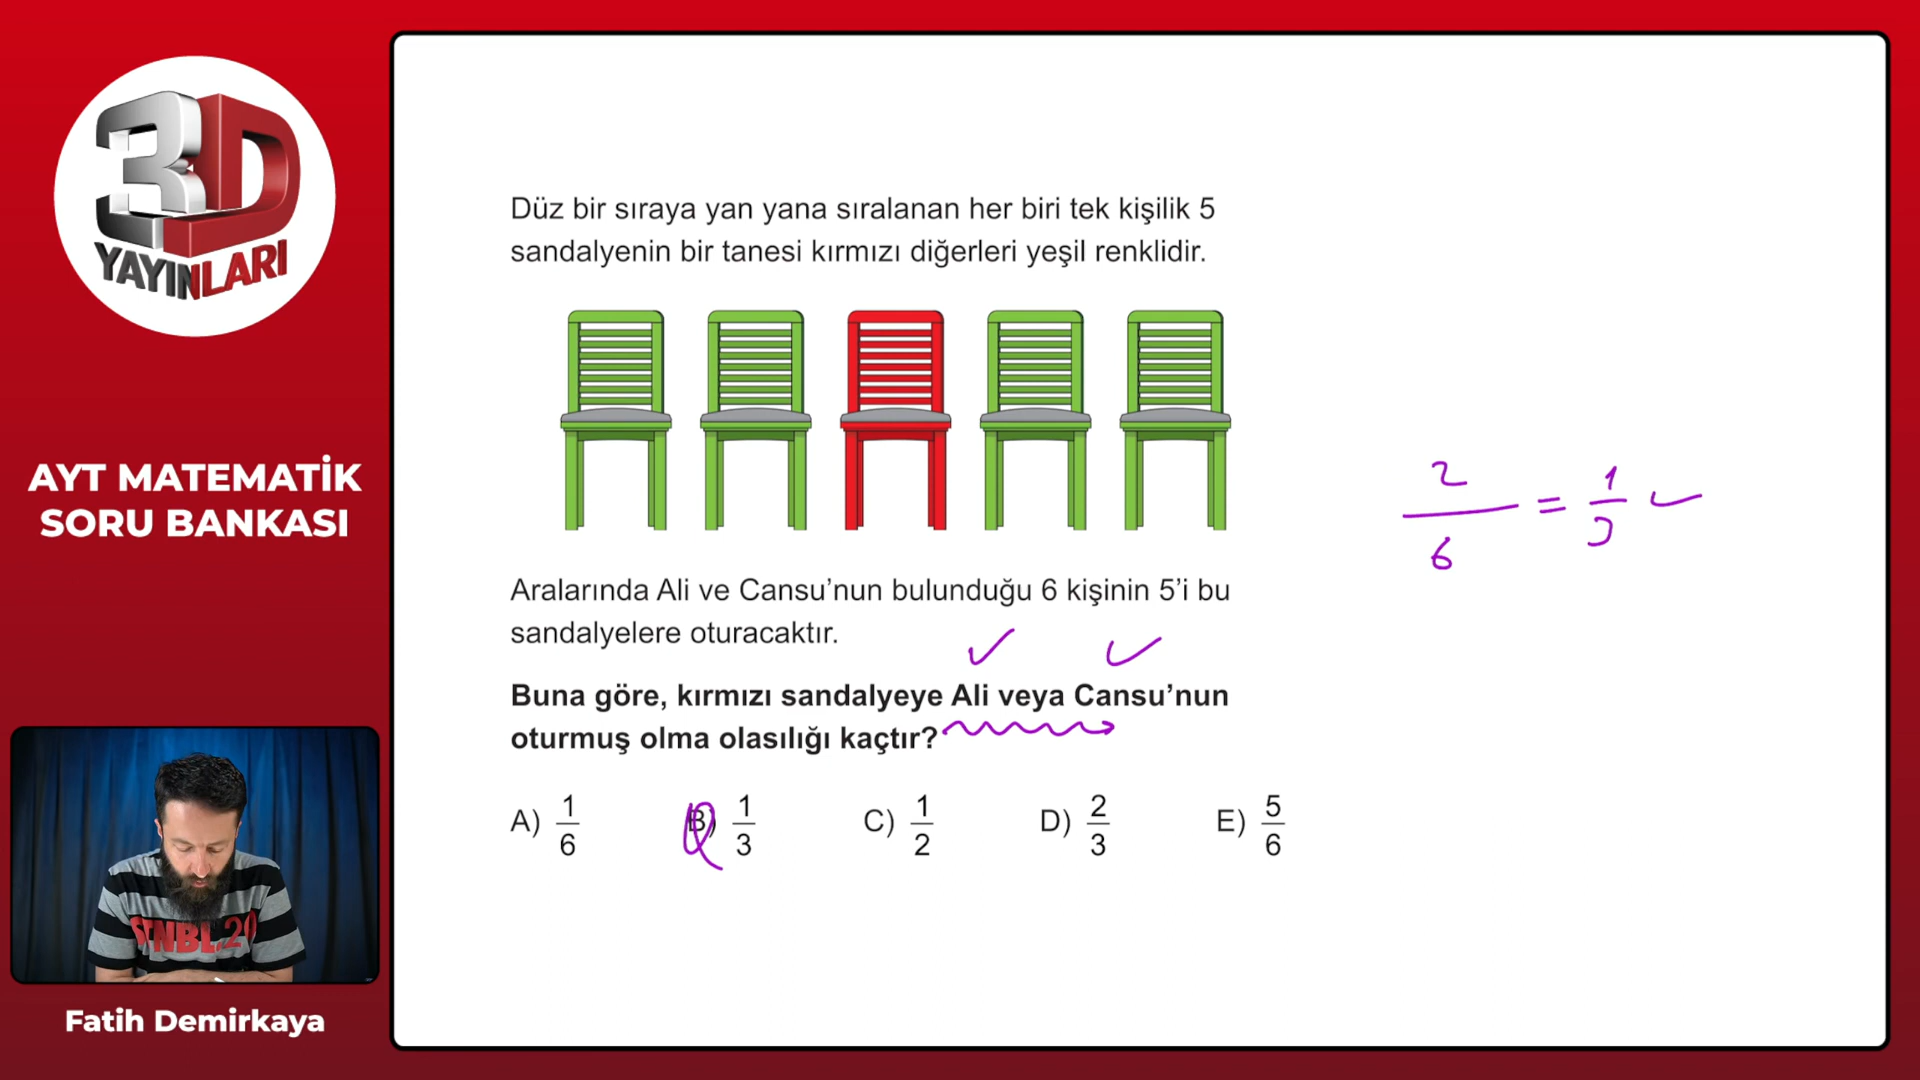 3D
YAYINLARI
AYT MATEMATİK
SORU BANKASI
Fatih Demirkaya
Düz bir sıraya yan yana sıralanan her biri tek kişilik 5
sandalyenin bir tanesi kırmızı diğerleri yeşil renklidir.
2/6 = 1/3
Aralarında Ali ve Cansu’nun bulunduğu 6 kişinin 5’i bu
sandalyelere oturacaktır.
Buna göre, kırmızı sandalyeye Ali veya Cansu’nun
oturmuş olma olasılığı kaçtır?
A) 1/6 B) 1/3 C) 1/2 D) 2/3 E) 5/6